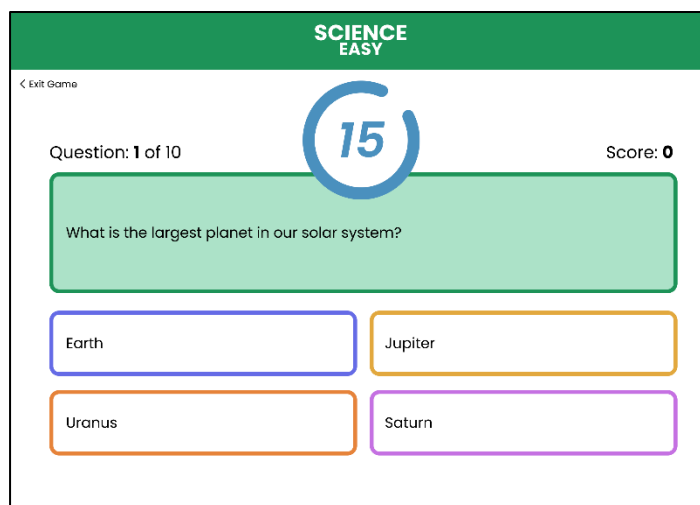 SCIENCE
EASY
< Exit Game
15
Question: 1 of 10
Score: 0
What is the largest planet in our solar system?
Earth
Jupiter
Uranus
Saturn